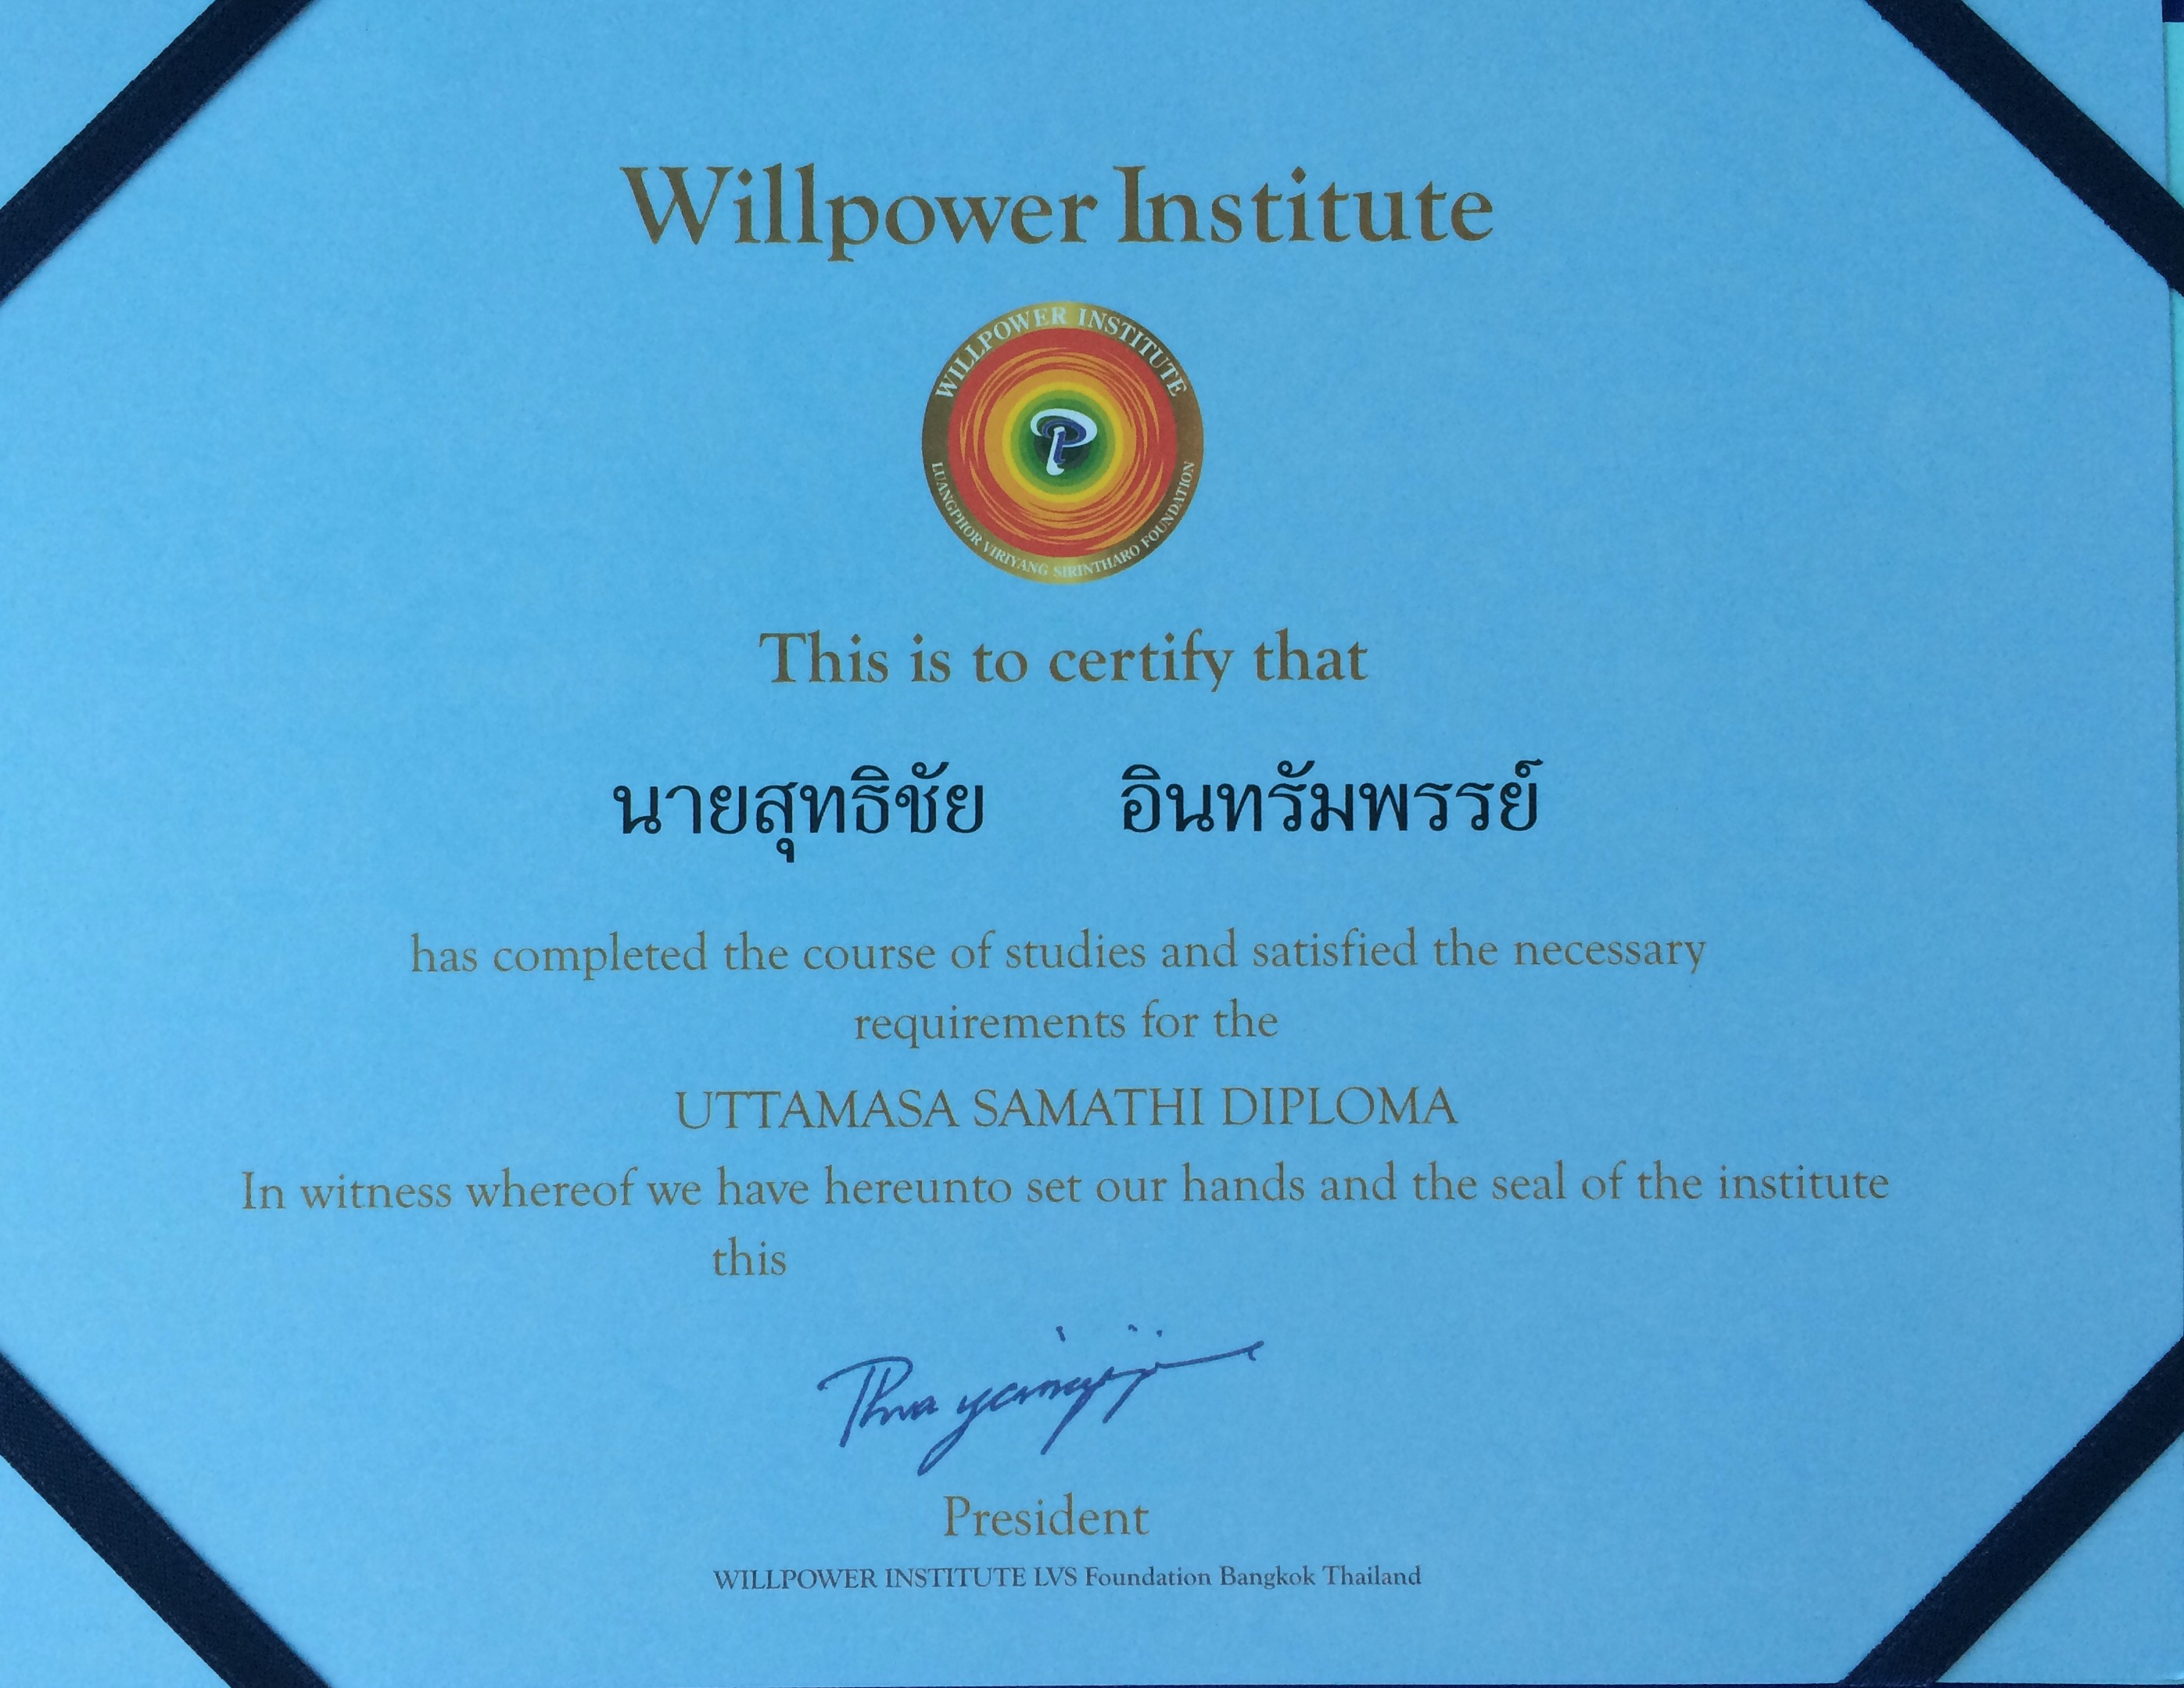 Willpower Institute
WILLPOWER INSTITUTE
P
LUANGPHOR VIRIYANG SIRINTHARO FOUNDATION
This is to certify that
นายสุทธิชัย อินทรัมพรรย์
has completed the course of studies and satisfied the necessary
requirements for the
UTTAMASA SAMATHI DIPLOMA
In witness whereof we have hereunto set our hands and the seal of the institute
this
President
WILLPOWER INSTITUTE LVS Foundation Bangkok Thailand